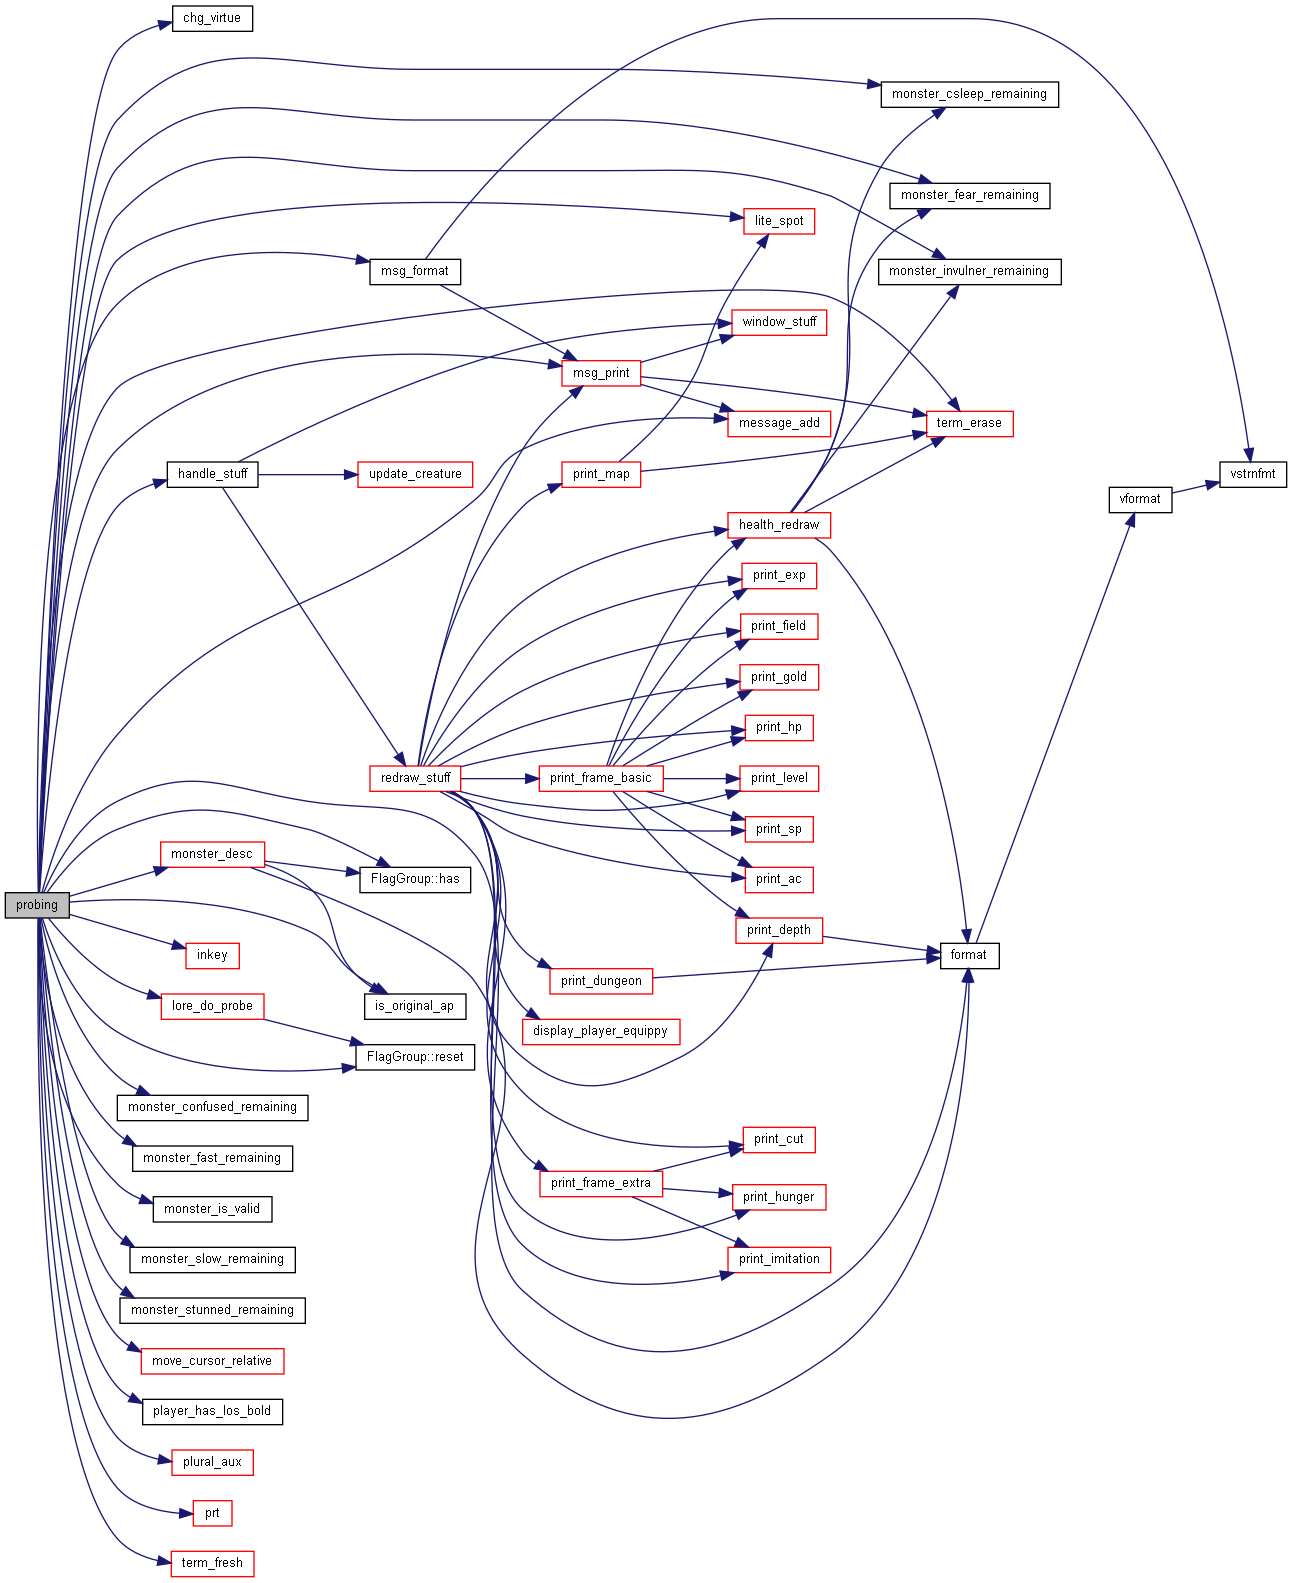 chg_virtue
monster_csleep_remaining
monster_fear_remaining
lite_spot
msg_format
monster_invulner_remaining
window_stuff
msg_print
message_add
term_erase
handle_stuff
update_creature
print_map
vstrnfmt
vformat
health_redraw
print_exp
print_field
print_gold
print_hp
redraw_stuff
print_frame_basic
print_level
print_sp
monster_desc
FlagGroup::has
print_ac
probing
print_depth
inkey
format
print_dungeon
lore_do_probe
is_original_ap
display_player_equippy
FlagGroup::reset
monster_confused_remaining
print_cut
monster_fast_remaining
print_frame_extra
print_hunger
monster_is_valid
monster_slow_remaining
print_imitation
monster_stunned_remaining
move_cursor_relative
player_has_los_bold
plural_aux
prt
term_fresh